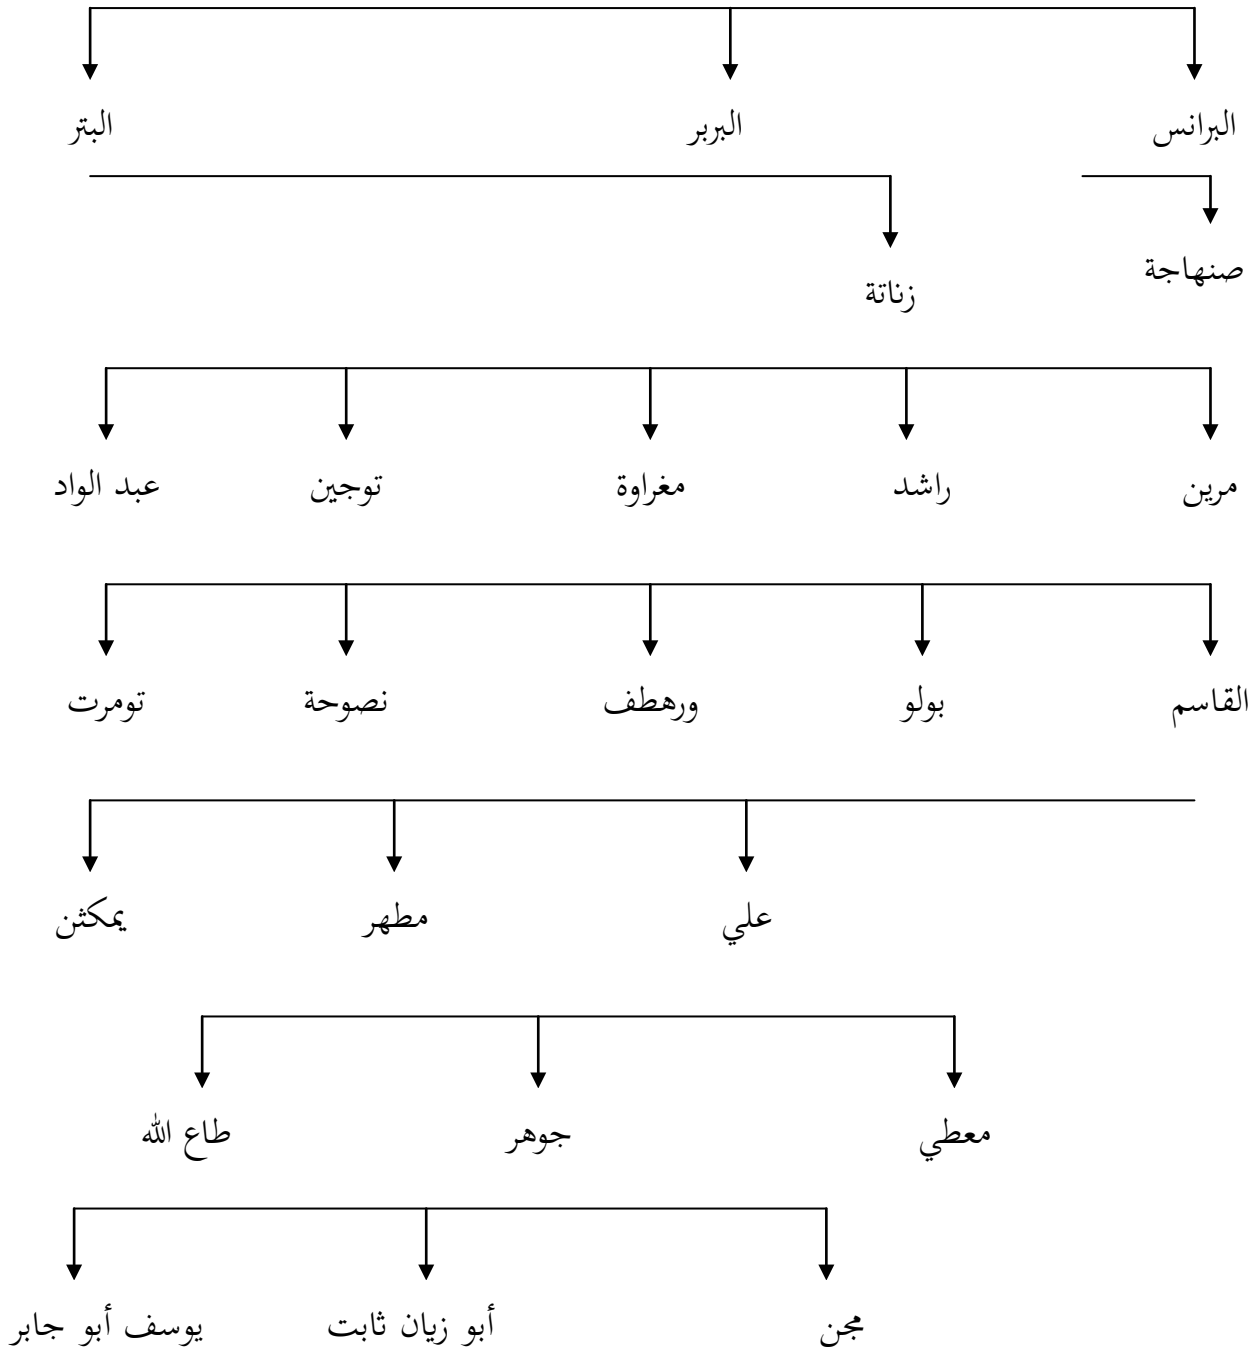 البرانس البربر البتر
صنهاجة
زناتة
مرين راشد مغراوة توجين عبد الواد
القاسم بولو ورهطف نصوحة تومرت
علي مطهر يمكثن
معطي جوهر طاع الله
مجن أبو زيان ثابت يوسف أبو جابر